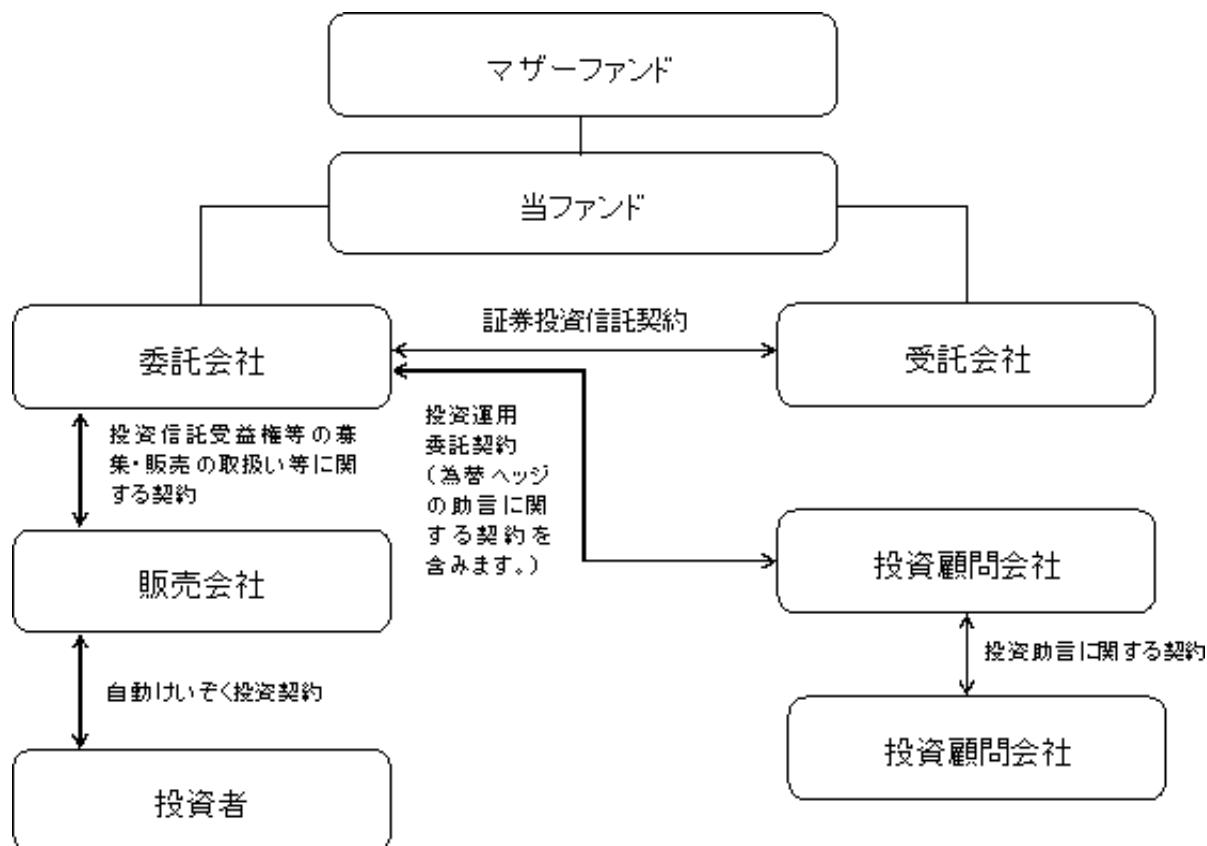 マザーファンド
当ファンド
証券投資信託契約
委託会社
受託会社
投資信託受益権等の募
集・販売の取扱い等に関
する契約
投資運用
委託契約
（為替ヘッジ
の助言に関
する契約を
含みます。）
販売会社
投資顧問会社
投資助言に関する契約
自動けいぞく投資契約
投資顧問会社
投資者